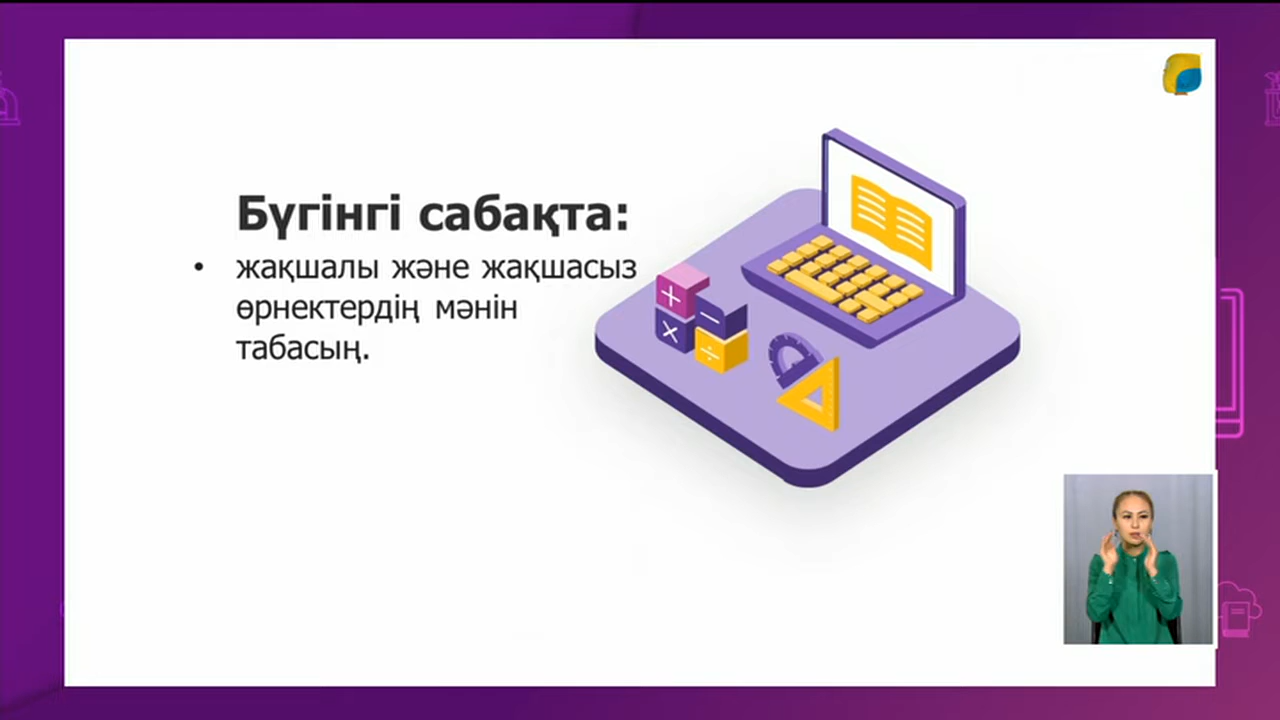 Бүгінгі сабақта:
• жақшалы және жақшасыз
өрнектердің мәнін
табасың.